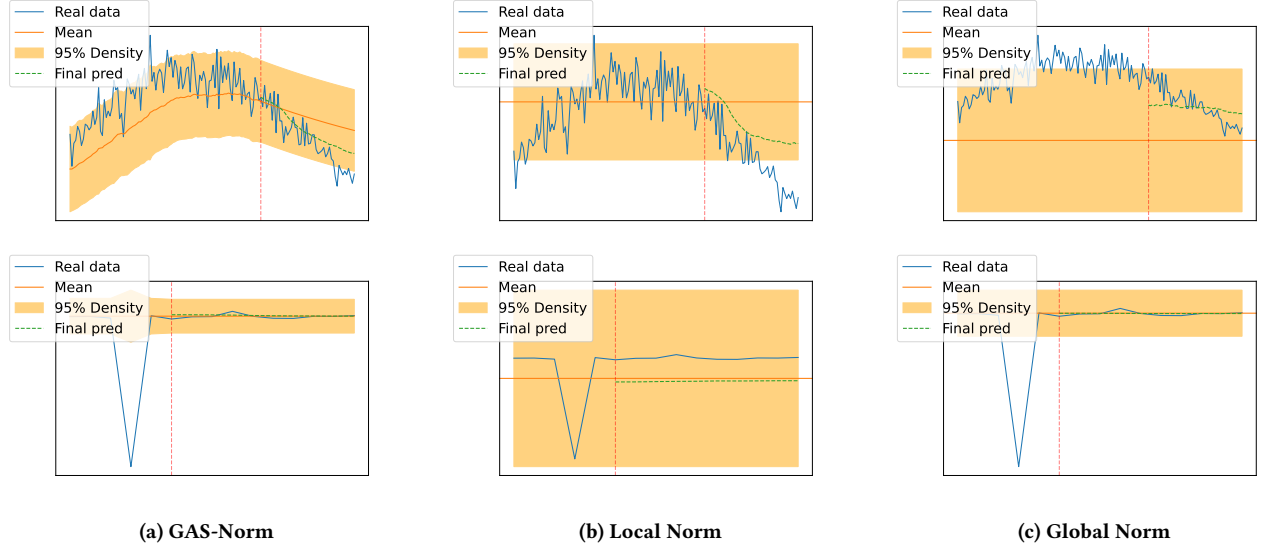 Real data
Mean
95% Density
Final pred
Real data
Mean
95% Density
Final pred
Real data
Mean
95% Density
Final pred
Real data
Mean
95% Density
Final pred
Real data
Mean
95% Density
Final pred
Real data
Mean
95% Density
Final pred
(a) GAS-Norm
(b) Local Norm
(c) Global Norm